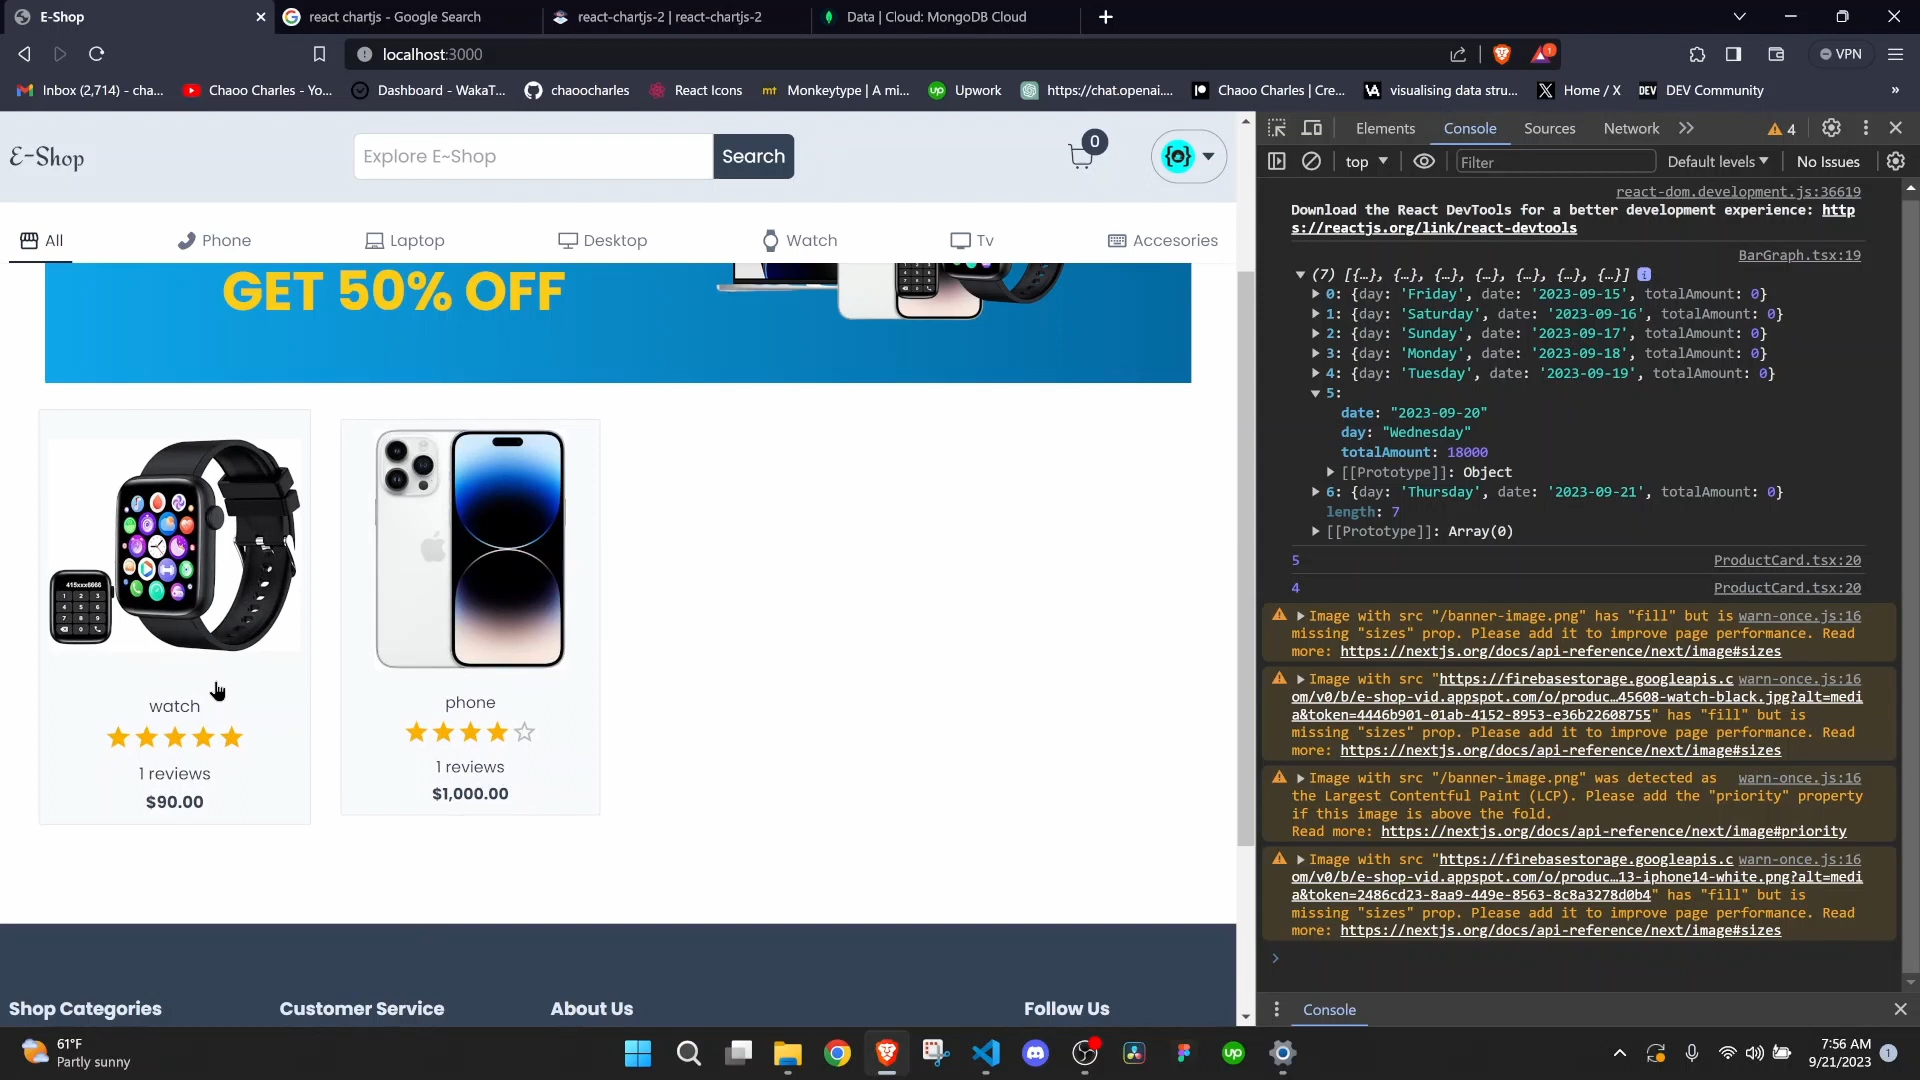 E-Shop
react chartjs - Google Search
react-chartjs-2 | react-chartjs-2
Data | Cloud: MongoDB Cloud
localhost:3000
1
VPN
Inbox (2,714) - cha...
Chaoo Charles - Yo...
Dashboard - WakaT...
chaoocharles
React Icons
mt Monkeytype | A mi...
up Upwork
https://chat.openai....
Chaoo Charles | Cre...
VA visualising data stru...
X Home / X
DEV DEV Community
»
E-Shop
Explore E~Shop
Search
0
All
Phone
Laptop
Desktop
Watch
Tv
Accesories
GET 50% OFF
415xxx6666
watch
1 reviews
$90.00
phone
1 reviews
$1,000.00
Shop Categories
Customer Service
About Us
Follow Us
Elements
Console
Sources
Network
4
top
Filter
Default levels
No Issues
react-dom.development.js:36619
Download the React DevTools for a better development experience: http
s://reactjs.org/link/react-devtools
BarGraph.tsx:19
(7) [{…}, {…}, {…}, {…}, {…}, {…}, {…}] i
0: {day: 'Friday', date: '2023-09-15', totalAmount: 0}
1: {day: 'Saturday', date: '2023-09-16', totalAmount: 0}
2: {day: 'Sunday', date: '2023-09-17', totalAmount: 0}
3: {day: 'Monday', date: '2023-09-18', totalAmount: 0}
4: {day: 'Tuesday', date: '2023-09-19', totalAmount: 0}
5:
date: "2023-09-20"
day: "Wednesday"
totalAmount: 18000
[[Prototype]]: Object
6: {day: 'Thursday', date: '2023-09-21', totalAmount: 0}
length: 7
[[Prototype]]: Array(0)
5 ProductCard.tsx:20
4 ProductCard.tsx:20
Image with src "/banner-image.png" has "fill" but is warn-once.js:16
missing "sizes" prop. Please add it to improve page performance. Read
more: https://nextjs.org/docs/api-reference/next/image#sizes
Image with src "https://firebasestorage.googleapis.c warn-once.js:16
om/v0/b/e-shop-vid.appspot.com/o/produc…45608-watch-black.jpg?alt=medi
a&token=4446b901-01ab-4152-8953-e36b22608755" has "fill" but is
missing "sizes" prop. Please add it to improve page performance. Read
more: https://nextjs.org/docs/api-reference/next/image#sizes
Image with src "/banner-image.png" was detected as warn-once.js:16
the Largest Contentful Paint (LCP). Please add the "priority" property
if this image is above the fold.
Read more: https://nextjs.org/docs/api-reference/next/image#priority
Image with src "https://firebasestorage.googleapis.c warn-once.js:16
om/v0/b/e-shop-vid.appspot.com/o/produc…13-iphone14-white.png?alt=medi
a&token=2486cd23-8aa9-449e-8563-8c8a3278d0b4" has "fill" but is
missing "sizes" prop. Please add it to improve page performance. Read
more: https://nextjs.org/docs/api-reference/next/image#sizes
Console
61°F
Partly sunny
up
7:56 AM
9/21/2023
1